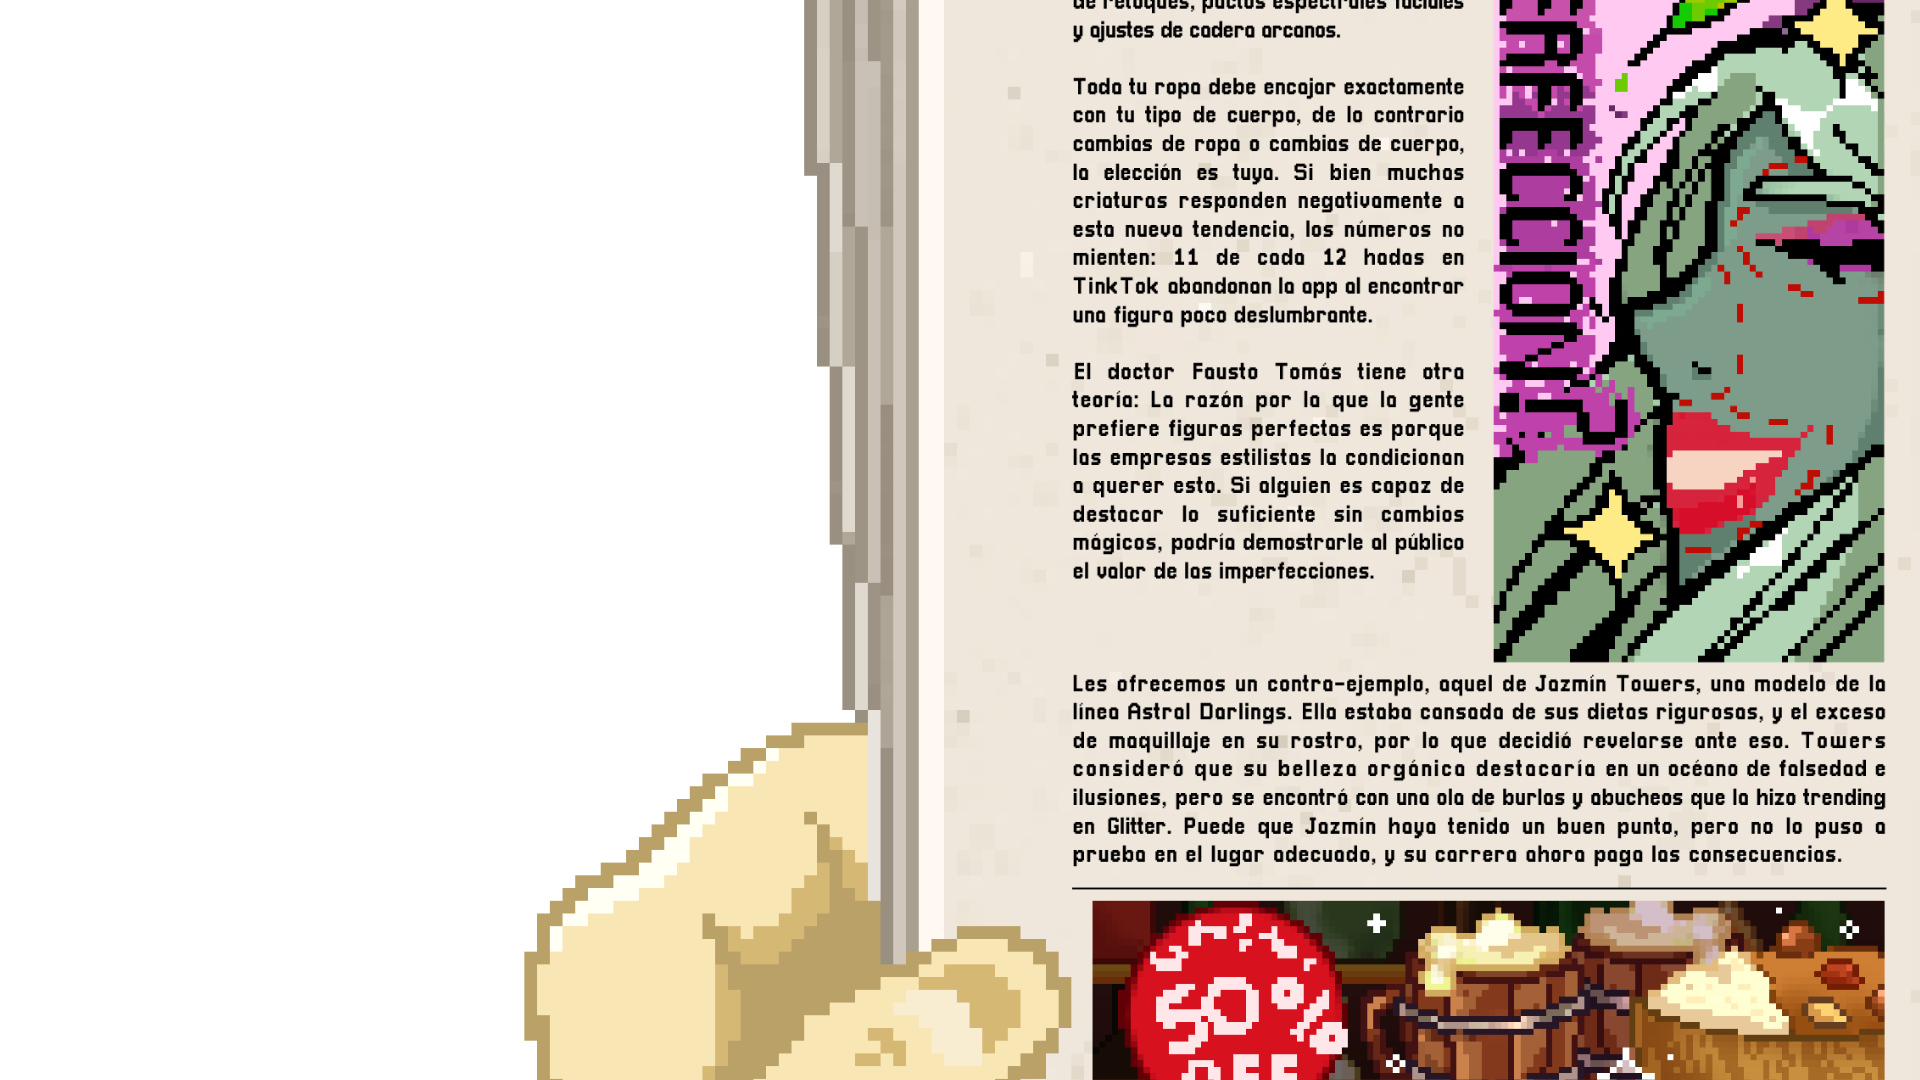 de retoques, pactos espectrales faciales
y ajustes de cadera arcanos.
Toda tu ropa debe encajar exactamente
con tu tipo de cuerpo, de lo contrario
cambias de ropa o cambias de cuerpo,
la elección es tuya. Si bien muchas
criaturas responden negativamente a
esta nueva tendencia, los números no
mienten: 11 de cada 12 hadas en
TinkTok abandonan la app al encontrar
una figura poco deslumbrante.
El doctor Fausto Tomás tiene otra
teoría: La razón por la que la gente
prefiere figuras perfectas es porque
las empresas estilistas la condicionan
a querer esto. Si alguien es capaz de
destacar lo suficiente sin cambios
mágicos, podría demostrarle al público
el valor de las imperfecciones.
ERFECCION?
Les ofrecemos un contra-ejemplo, aquel de Jazmín Towers, una modelo de la
línea Astral Darlings. Ella estaba cansada de sus dietas rigurosas, y el exceso
de maquillaje en su rostro, por lo que decidió revelarse ante eso. Towers
consideró que su belleza orgánica destacaría en un océano de falsedad e
ilusiones, pero se encontró con una ola de burlas y abucheos que la hizo trending
en Glitter. Puede que Jazmín haya tenido un buen punto, pero no lo puso a
prueba en el lugar adecuado, y su carrera ahora paga las consecuencias.
50%
OFF